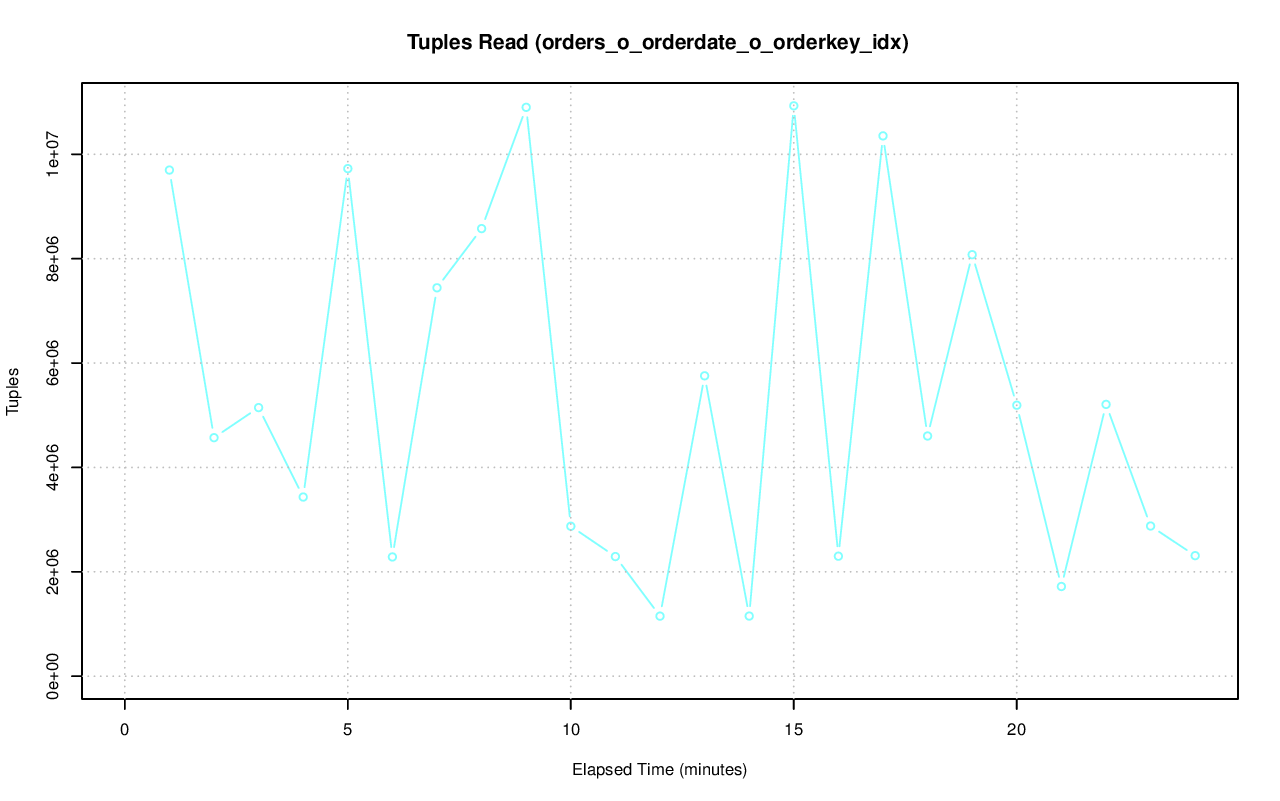 Tuples Read (orders_o_orderdate_o_orderkey_idx)
1e+07
8e+06
6e+06
4e+06
2e+06
0e+00
Tuples
0 5 10 15 20
Elapsed Time (minutes)